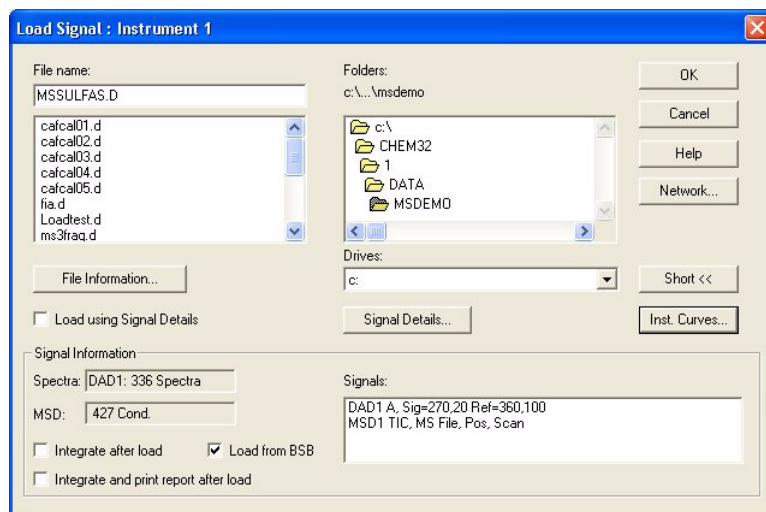 Load Signal : Instrument 1
File name:
MSSULFAS.D
cafcal01.d
cafcal02.d
cafcal03.d
cafcal04.d
cafcal05.d
fia.d
Loadtest.d
ms3frag.d
File Information...
Load using Signal Details
Folders:
c:\...\msdemo
c:\
CHEM32
1
DATA
MSDEMO
Drives:
c:
Signal Details...
OK
Cancel
Help
Network...
Short <<
Inst. Curves...
Signal Information
Spectra: DAD1: 336 Spectra
MSD: 427 Cond.
Integrate after load
Load from BSB
Integrate and print report after load
Signals:
DAD1 A, Sig=270,20 Ref=360,100
MSD1 TIC, MS File, Pos, Scan